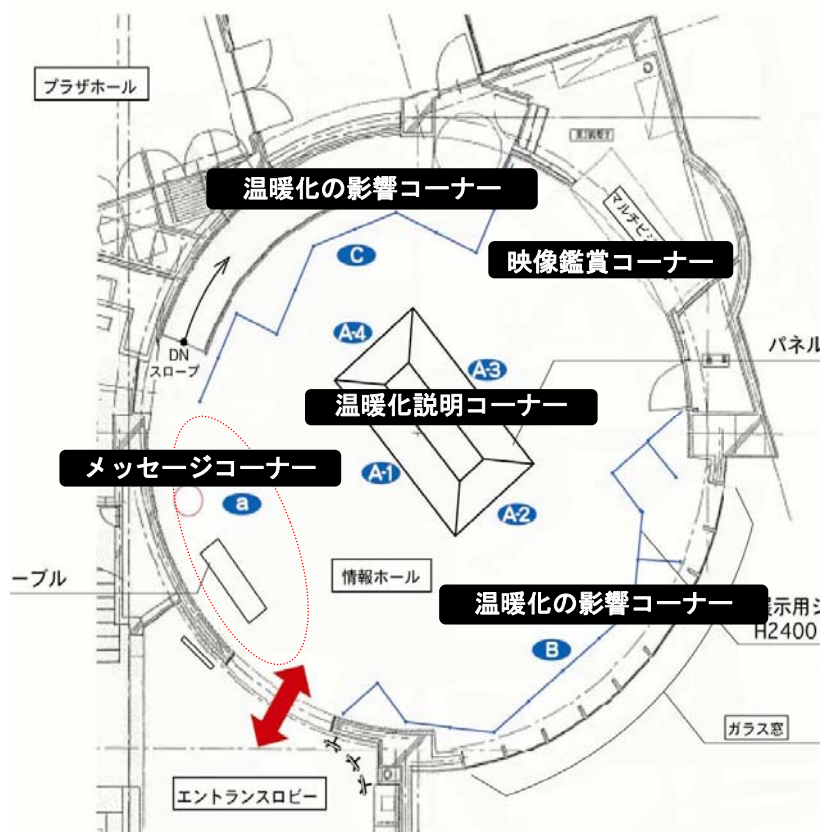 プラザホール
温暖化の影響コーナー
C
映像鑑賞コーナー
DN
スロープ
A-4
A-3
パネル
温暖化説明コーナー
メッセージコーナー
A-1
a
A-2
ーブル
情報ホール
温暖化の影響コーナー
H2400
B
ガラス窓
エントランスロビー